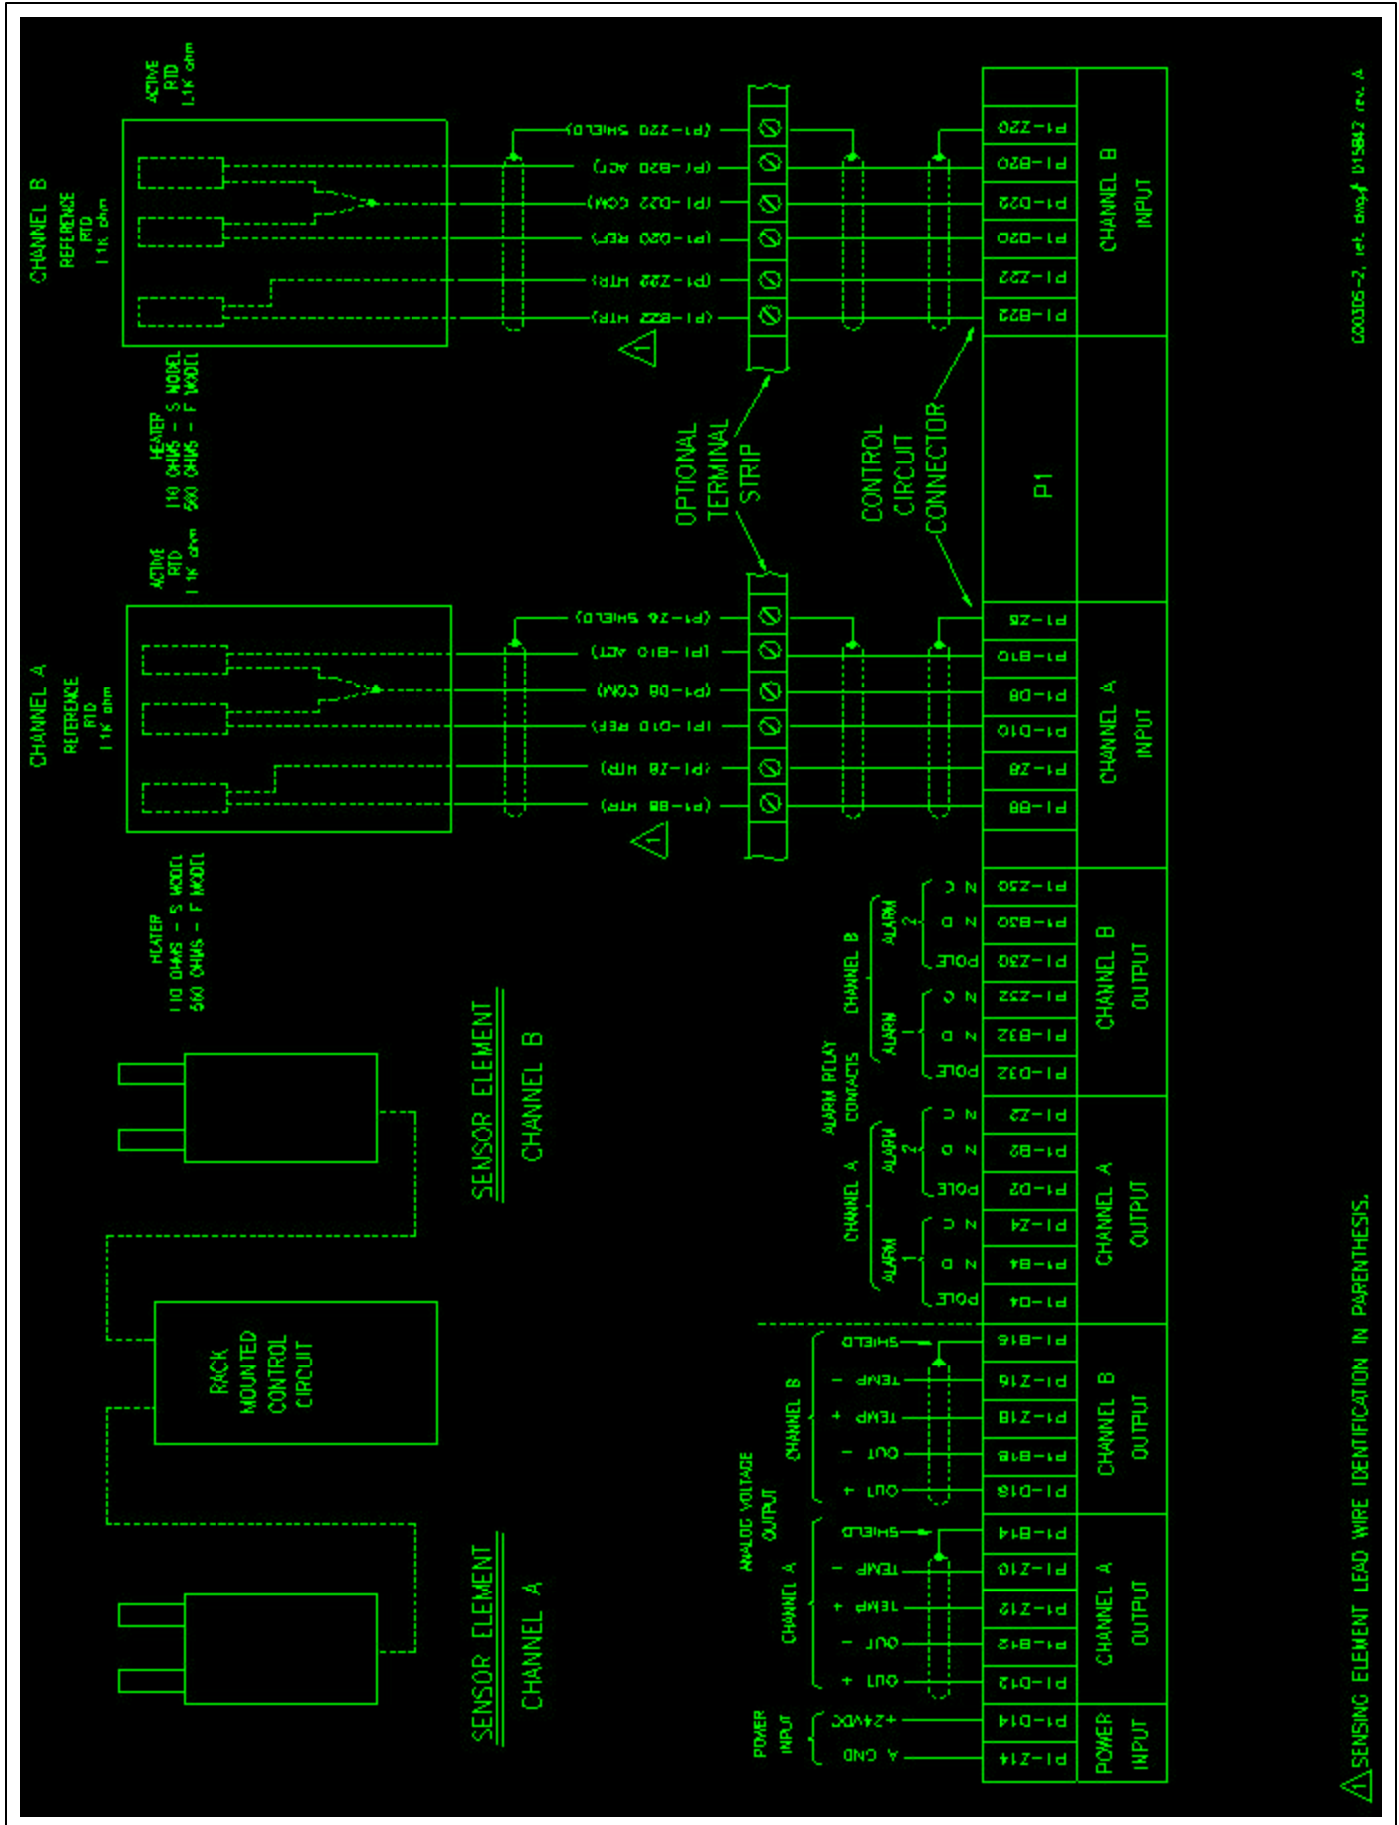 CHANNEL A
CHANNEL B
REFERENCE
RTD
1.1K ohm
REFERENCE
RTD
1.1K ohm
HEATER
110 OHMS - S MODEL
560 OHMS - F MODEL
ACTIVE
RTD
1.1K ohm
HEATER
110 OHMS - S MODEL
560 OHMS - F MODEL
ACTIVE
RTD
1.1K ohm
RACK
MOUNTED
CONTROL
CIRCUIT
SENSOR ELEMENT
CHANNEL A
SENSOR ELEMENT
CHANNEL B
1
(P1-B8 HTR)
(P1-Z8 HTR)
(P1-D10 REF)
(P1-D8 COM)
(P1-B10 ACT)
(P1-Z6 SHIELD)
1
(P1-B22 HTR)
(P1-Z22 HTR)
(P1-D20 REF)
(P1-D22 COM)
(P1-B20 ACT)
(P1-Z20 SHIELD)
OPTIONAL
TERMINAL
STRIP
CONTROL
CIRCUIT
CONNECTOR
POWER
INPUT
ANALOG VOLTAGE
OUTPUT
CHANNEL A
CHANNEL B
ALARM RELAY
CONTACTS
CHANNEL A
CHANNEL B
ALARM
1
ALARM
2
ALARM
1
ALARM
2
A GND
+24VDC
OUT +
OUT -
TEMP +
TEMP -
SHIELD
OUT +
OUT -
TEMP +
TEMP -
SHIELD
POLE
N O
N C
POLE
N O
N C
POLE
N O
N C
POLE
N O
N C
P1-Z14
P1-D14
P1-D12
P1-B12
P1-Z12
P1-Z10
P1-B14
P1-D18
P1-B18
P1-Z18
P1-Z16
P1-B16
P1-D4
P1-B4
P1-Z4
P1-D2
P1-B2
P1-Z2
P1-D32
P1-B32
P1-Z32
P1-Z30
P1-B30
P1-Z30
P1-B8
P1-Z8
P1-D10
P1-D8
P1-B10
P1-Z6
P1
P1-B22
P1-Z22
P1-D20
P1-D22
P1-B20
P1-Z20
POWER
INPUT
CHANNEL A
OUTPUT
CHANNEL B
OUTPUT
CHANNEL A
OUTPUT
CHANNEL B
OUTPUT
CHANNEL A
INPUT
CHANNEL B
INPUT
1 SENSING ELEMENT LEAD WIRE IDENTIFICATION IN PARENTHESIS.
C00306-2, ref. dwg# D15842 rev. A